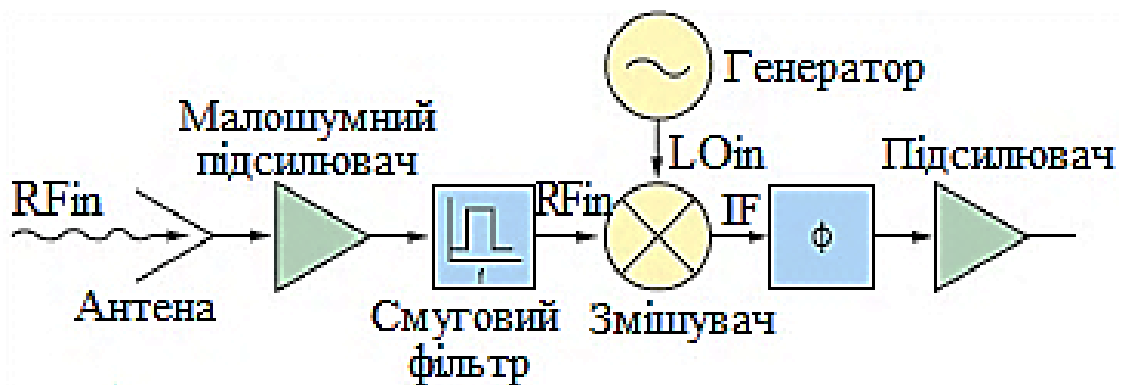 Генератор
Малошумний
підсилювач
LOin
Підсилювач
RFin
RFin
IF
f
Ф
Антена
Смуговий
фільтр
Змішувач